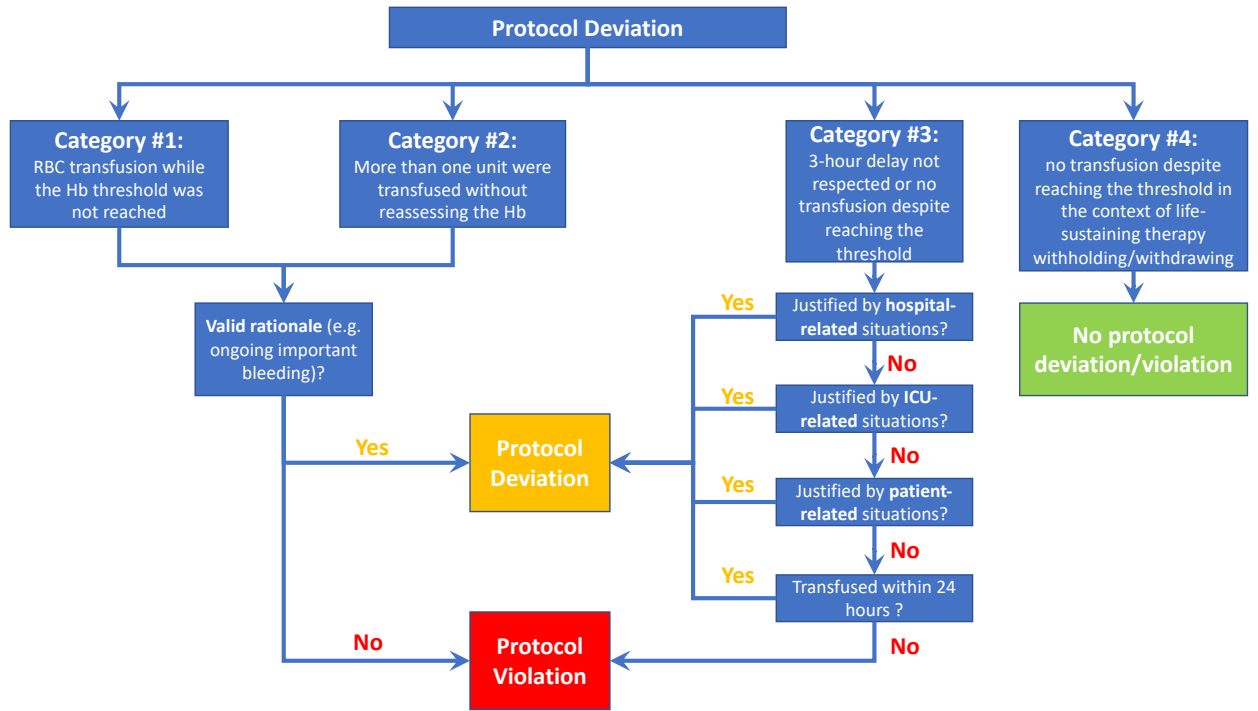 Protocol Deviation
Category #1:
RBC transfusion while
the Hb threshold was
not reached
Category #2:
More than one unit were
transfused without
reassessing the Hb
Category #3:
3-hour delay not
respected or no
transfusion despite
reaching the
threshold
Category #4:
no transfusion despite
reaching the threshold in
the context of life-
sustaining therapy
withholding/withdrawing
Valid rationale (e.g.
ongoing important
bleeding)?
Yes
Justified by hospital-
related situations?
No protocol
deviation/violation
No
Yes
Justified by ICU-
related situations?
Yes
Protocol
Deviation
No
Yes
Justified by patient-
related situations?
No
Yes
Transfused within 24
hours ?
No
Protocol
Violation
No